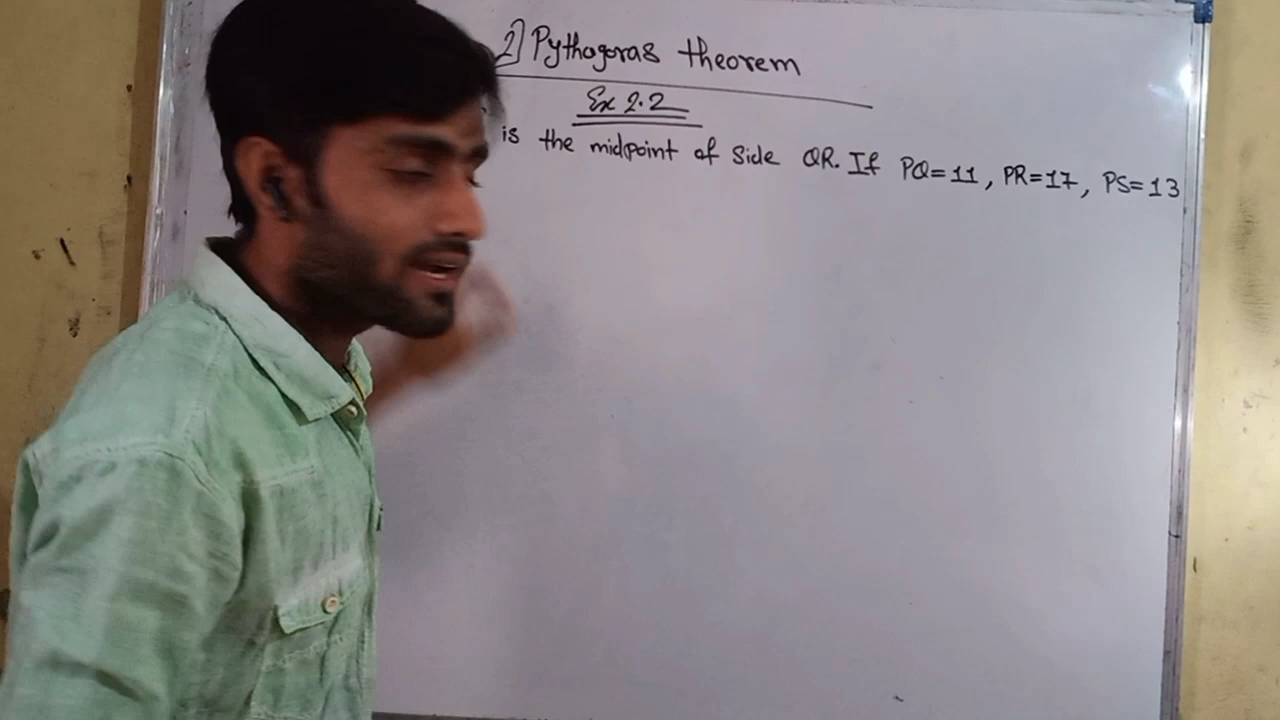 2] Pythagoras theorem
Ex 2.2
is the midpoint of side QR. If PQ=11, PR=17, PS=13